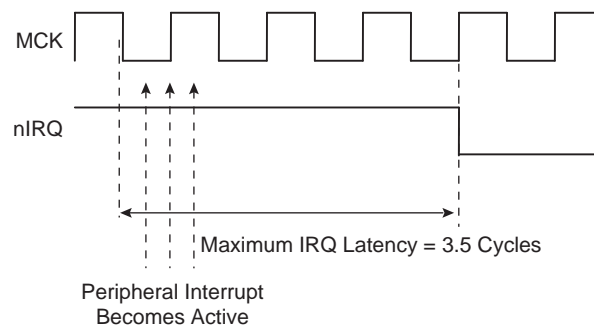 MCK
nIRQ
Maximum IRQ Latency = 3.5 Cycles
Peripheral Interrupt
Becomes Active